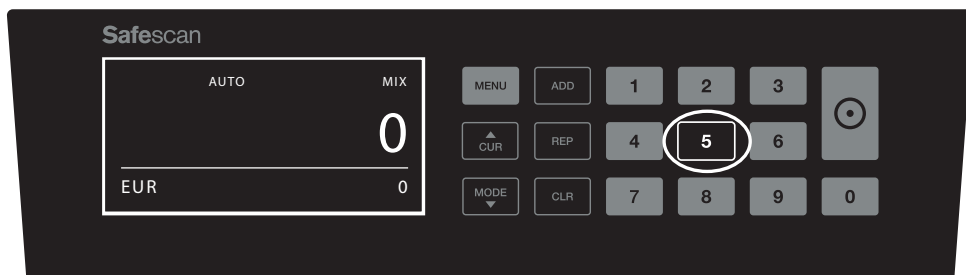 Safescan
AUTO MIX
0
EUR 0
MENU ADD 1 2 3
CUR REP 4 5 6
MODE CLR 7 8 9 0